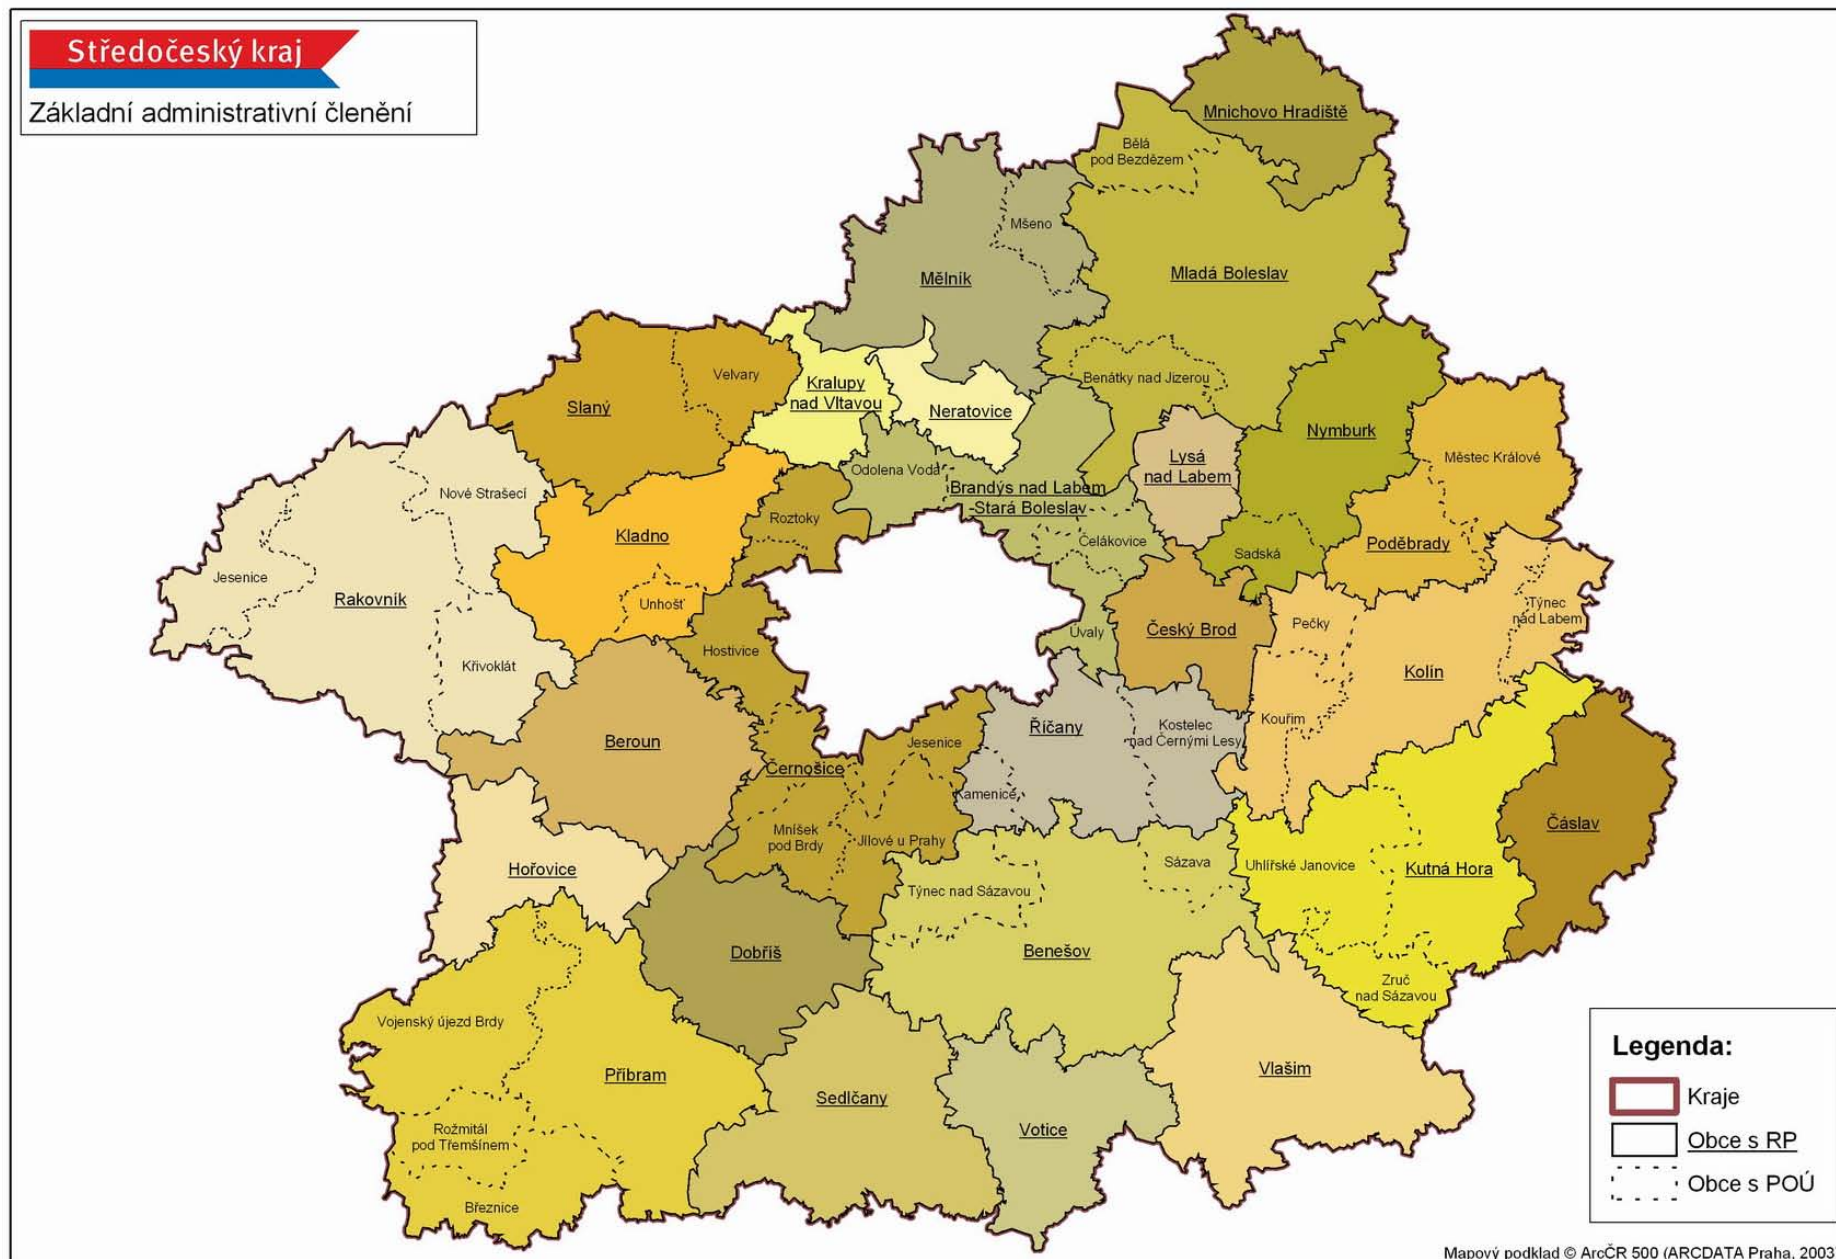 Středočeský kraj
Základní administrativní členění
Mnichovo Hradiště
Bělá
pod Bezdězem
Mšeno
Mělník
Mladá Boleslav
Velvary
Benátky nad Jizerou
Kralupy
nad Vltavou
Slaný
Neratovice
Nymburk
Lysá
nad Labem
Městec Králové
Odolena Voda
Brandýs nad Labem
-Stará Boleslav
Nové Strašecí
Roztoky
Kladno
Čelákovice
Sadská
Poděbrady
Jesenice
Rakovník
Unhošť
Týnec
nad Labem
Pečky
Český Brod
Úvaly
Hostivice
Křivoklát
Kolín
Kouřim
Říčany
Kostelec
nad Černými Lesy
Beroun
Jesenice
Černošice
Kamenice
Mníšek
pod Brdy
Jílové u Prahy
Čáslav
Hořovice
Sázava
Uhlířské Janovice
Kutná Hora
Týnec nad Sázavou
Dobříš
Benešov
Zruč
nad Sázavou
Vojenský újezd Brdy
Příbram
Vlašim
Sedlčany
Votice
Rožmitál
pod Třemšínem
Březnice
Legenda:
Kraje
Obce s RP
Obce s POÚ
Mapový podklad © ArcČR 500 (ARCDATA Praha, 2003